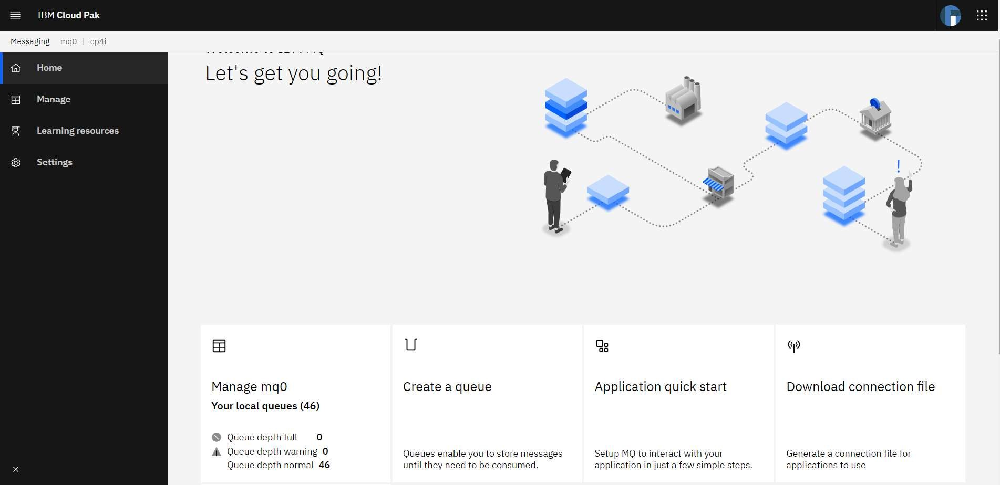 IBM Cloud Pak
Messaging mq0 | cp4i
Home
Manage
Learning resources
Settings
Let's get you going!
Manage mq0
Your local queues (46)
Queue depth full 0
Queue depth warning 0
Queue depth normal 46
Create a queue
Queues enable you to store messages
until they need to be consumed.
Application quick start
Setup MQ to interact with your
application in just a few simple steps.
Download connection file
Generate a connection file for
applications to use